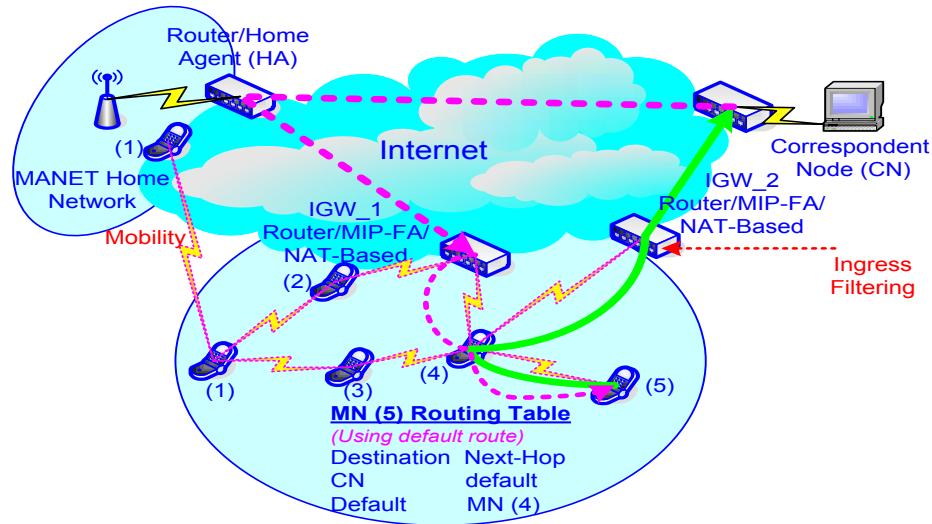 Router/Home
Agent (HA)
(1)
MANET Home
Network
Internet
Correspondent
Node (CN)
IGW_2
Router/MIP-FA/
NAT-Based
IGW_1
Router/MIP-FA/
NAT-Based
Mobility
Ingress
Filtering
(2)
(1)
(3)
(4)
(5)
MN (5) Routing Table
(Using default route)
Destination Next-Hop
CN default
Default MN (4)